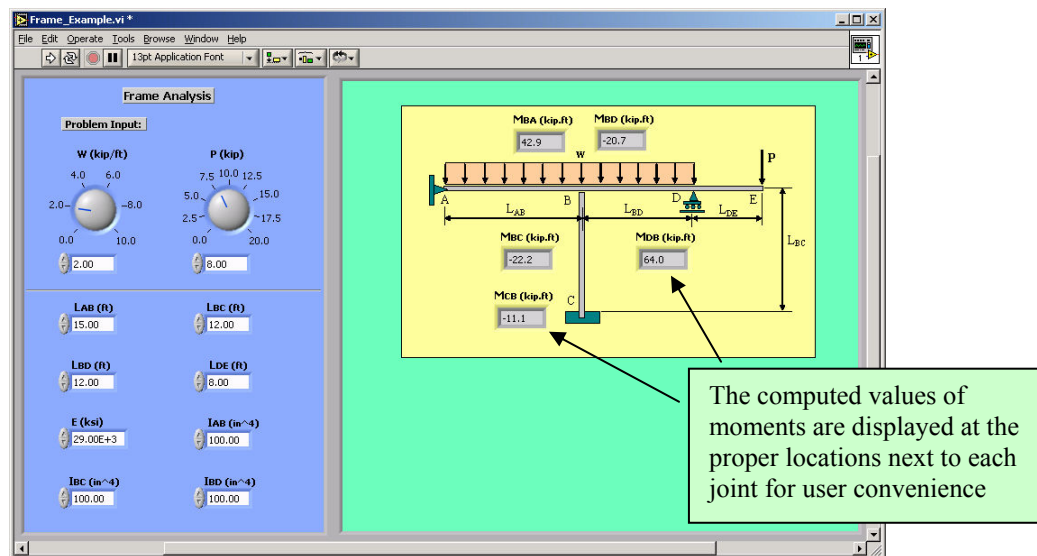 Frame_Example.vi *
File Edit Operate Tools Browse Window Help
13pt Application Font
1
Frame Analysis
Problem Input:
W (kip/ft)
P (kip)
0.0 2.0 4.0 6.0 8.0 10.0
0.0 2.5 5.0 7.5 10.0 12.5 15.0 17.5 20.0
2.00
8.00
LAB (ft)
LBC (ft)
15.00
12.00
LBD (ft)
LDE (ft)
12.00
8.00
E (ksi)
IAB (in^4)
29.00E+3
100.00
IBC (in^4)
IBD (in^4)
100.00
100.00
MBA (kip.ft)
MBD (kip.ft)
42.9
-20.7
W
P
A
B
D
E
LAB
LBD
LDE
LBC
MBC (kip.ft)
MDB (kip.ft)
-22.2
64.0
MCB (kip.ft)
C
-11.1
The computed values of
moments are displayed at the
proper locations next to each
joint for user convenience